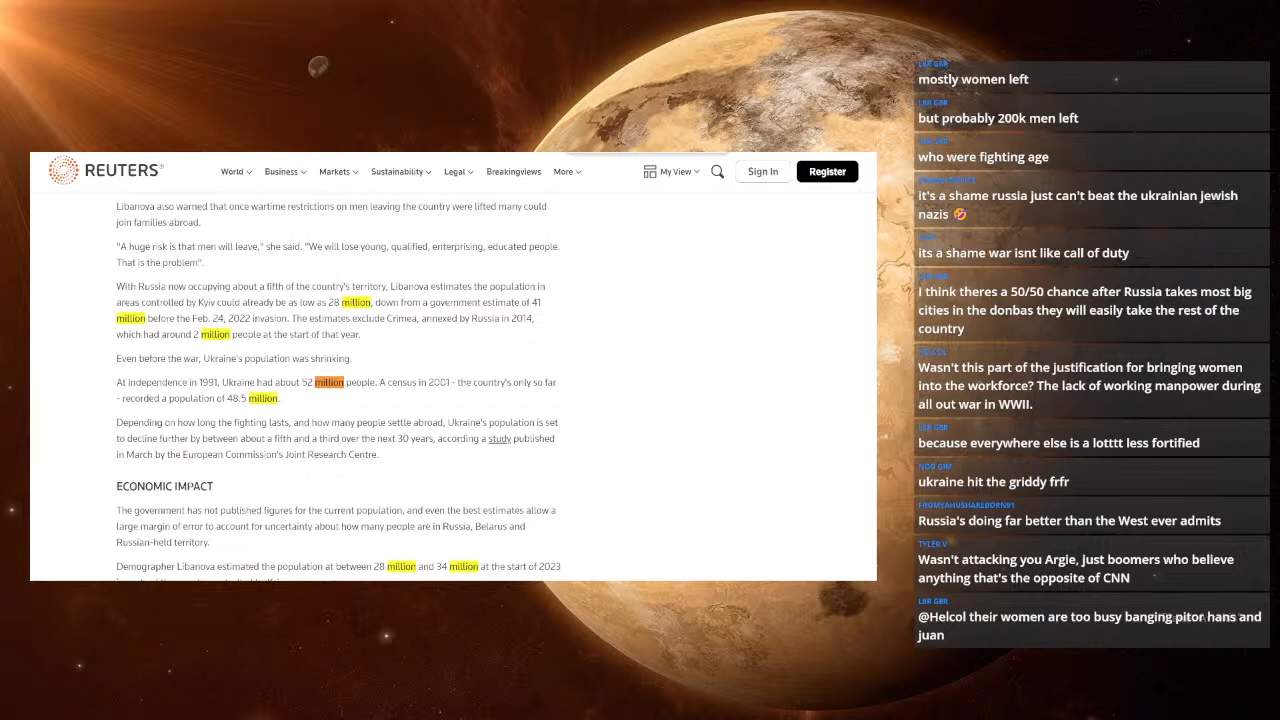 REUTERS®
World
Business
Markets
Sustainability
Legal
Breakingviews
More
My View
Sign In
Register
Libanova also warned that once wartime restrictions on men leaving the country were lifted many could
join families abroad.
"A huge risk is that men will leave," she said. "We will lose young, qualified, enterprising, educated people.
That is the problem".
With Russia now occupying about a fifth of the country's territory, Libanova estimates the population in
areas controlled by Kyiv could already be as low as 28 million, down from a government estimate of 41
million before the Feb. 24, 2022 invasion. The estimates exclude Crimea, annexed by Russia in 2014,
which had around 2 million people at the start of that year.
Even before the war, Ukraine's population was shrinking.
At independence in 1991, Ukraine had about 52 million people. A census in 2001 - the country's only so far
- recorded a population of 48.5 million.
Depending on how long the fighting lasts, and how many people settle abroad, Ukraine's population is set
to decline further by between about a fifth and a third over the next 30 years, according a study published
in March by the European Commission's Joint Research Centre.
ECONOMIC IMPACT
The government has not published figures for the current population, and even the best estimates allow a
large margin of error to account for uncertainty about how many people are in Russia, Belarus and
Russian-held territory.
Demographer Libanova estimated the population at between 28 million and 34 million at the start of 2023
LBR GBR
mostly women left
LBR GBR
but probably 200k men left
LBR GBR
who were fighting age
it's a shame russia just can't beat the ukrainian jewish
nazis 🤣
its a shame war isnt like call of duty
LBR GBR
I think theres a 50/50 chance after Russia takes most big
cities in the donbas they will easily take the rest of the
country
Wasn't this part of the justification for bringing women
into the workforce? The lack of working manpower during
all out war in WWII.
LBR GBR
because everywhere else is a lotttt less fortified
NOG GIM
ukraine hit the griddy frfr
FROMYAHUSHAREBORN91
Russia's doing far better than the West ever admits
TYLER V
Wasn't attacking you Argie, just boomers who believe
anything that's the opposite of CNN
LBR GBR
@Helcol their women are too busy banging pitor hans and
juan